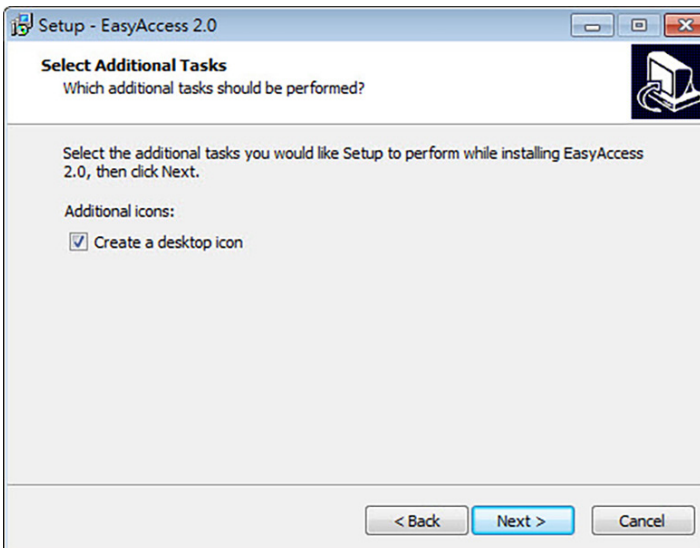 Setup - EasyAccess 2.0
Select Additional Tasks
Which additional tasks should be performed?
Select the additional tasks you would like Setup to perform while installing EasyAccess
2.0, then click Next.
Additional icons:
Create a desktop icon
< Back Next > Cancel